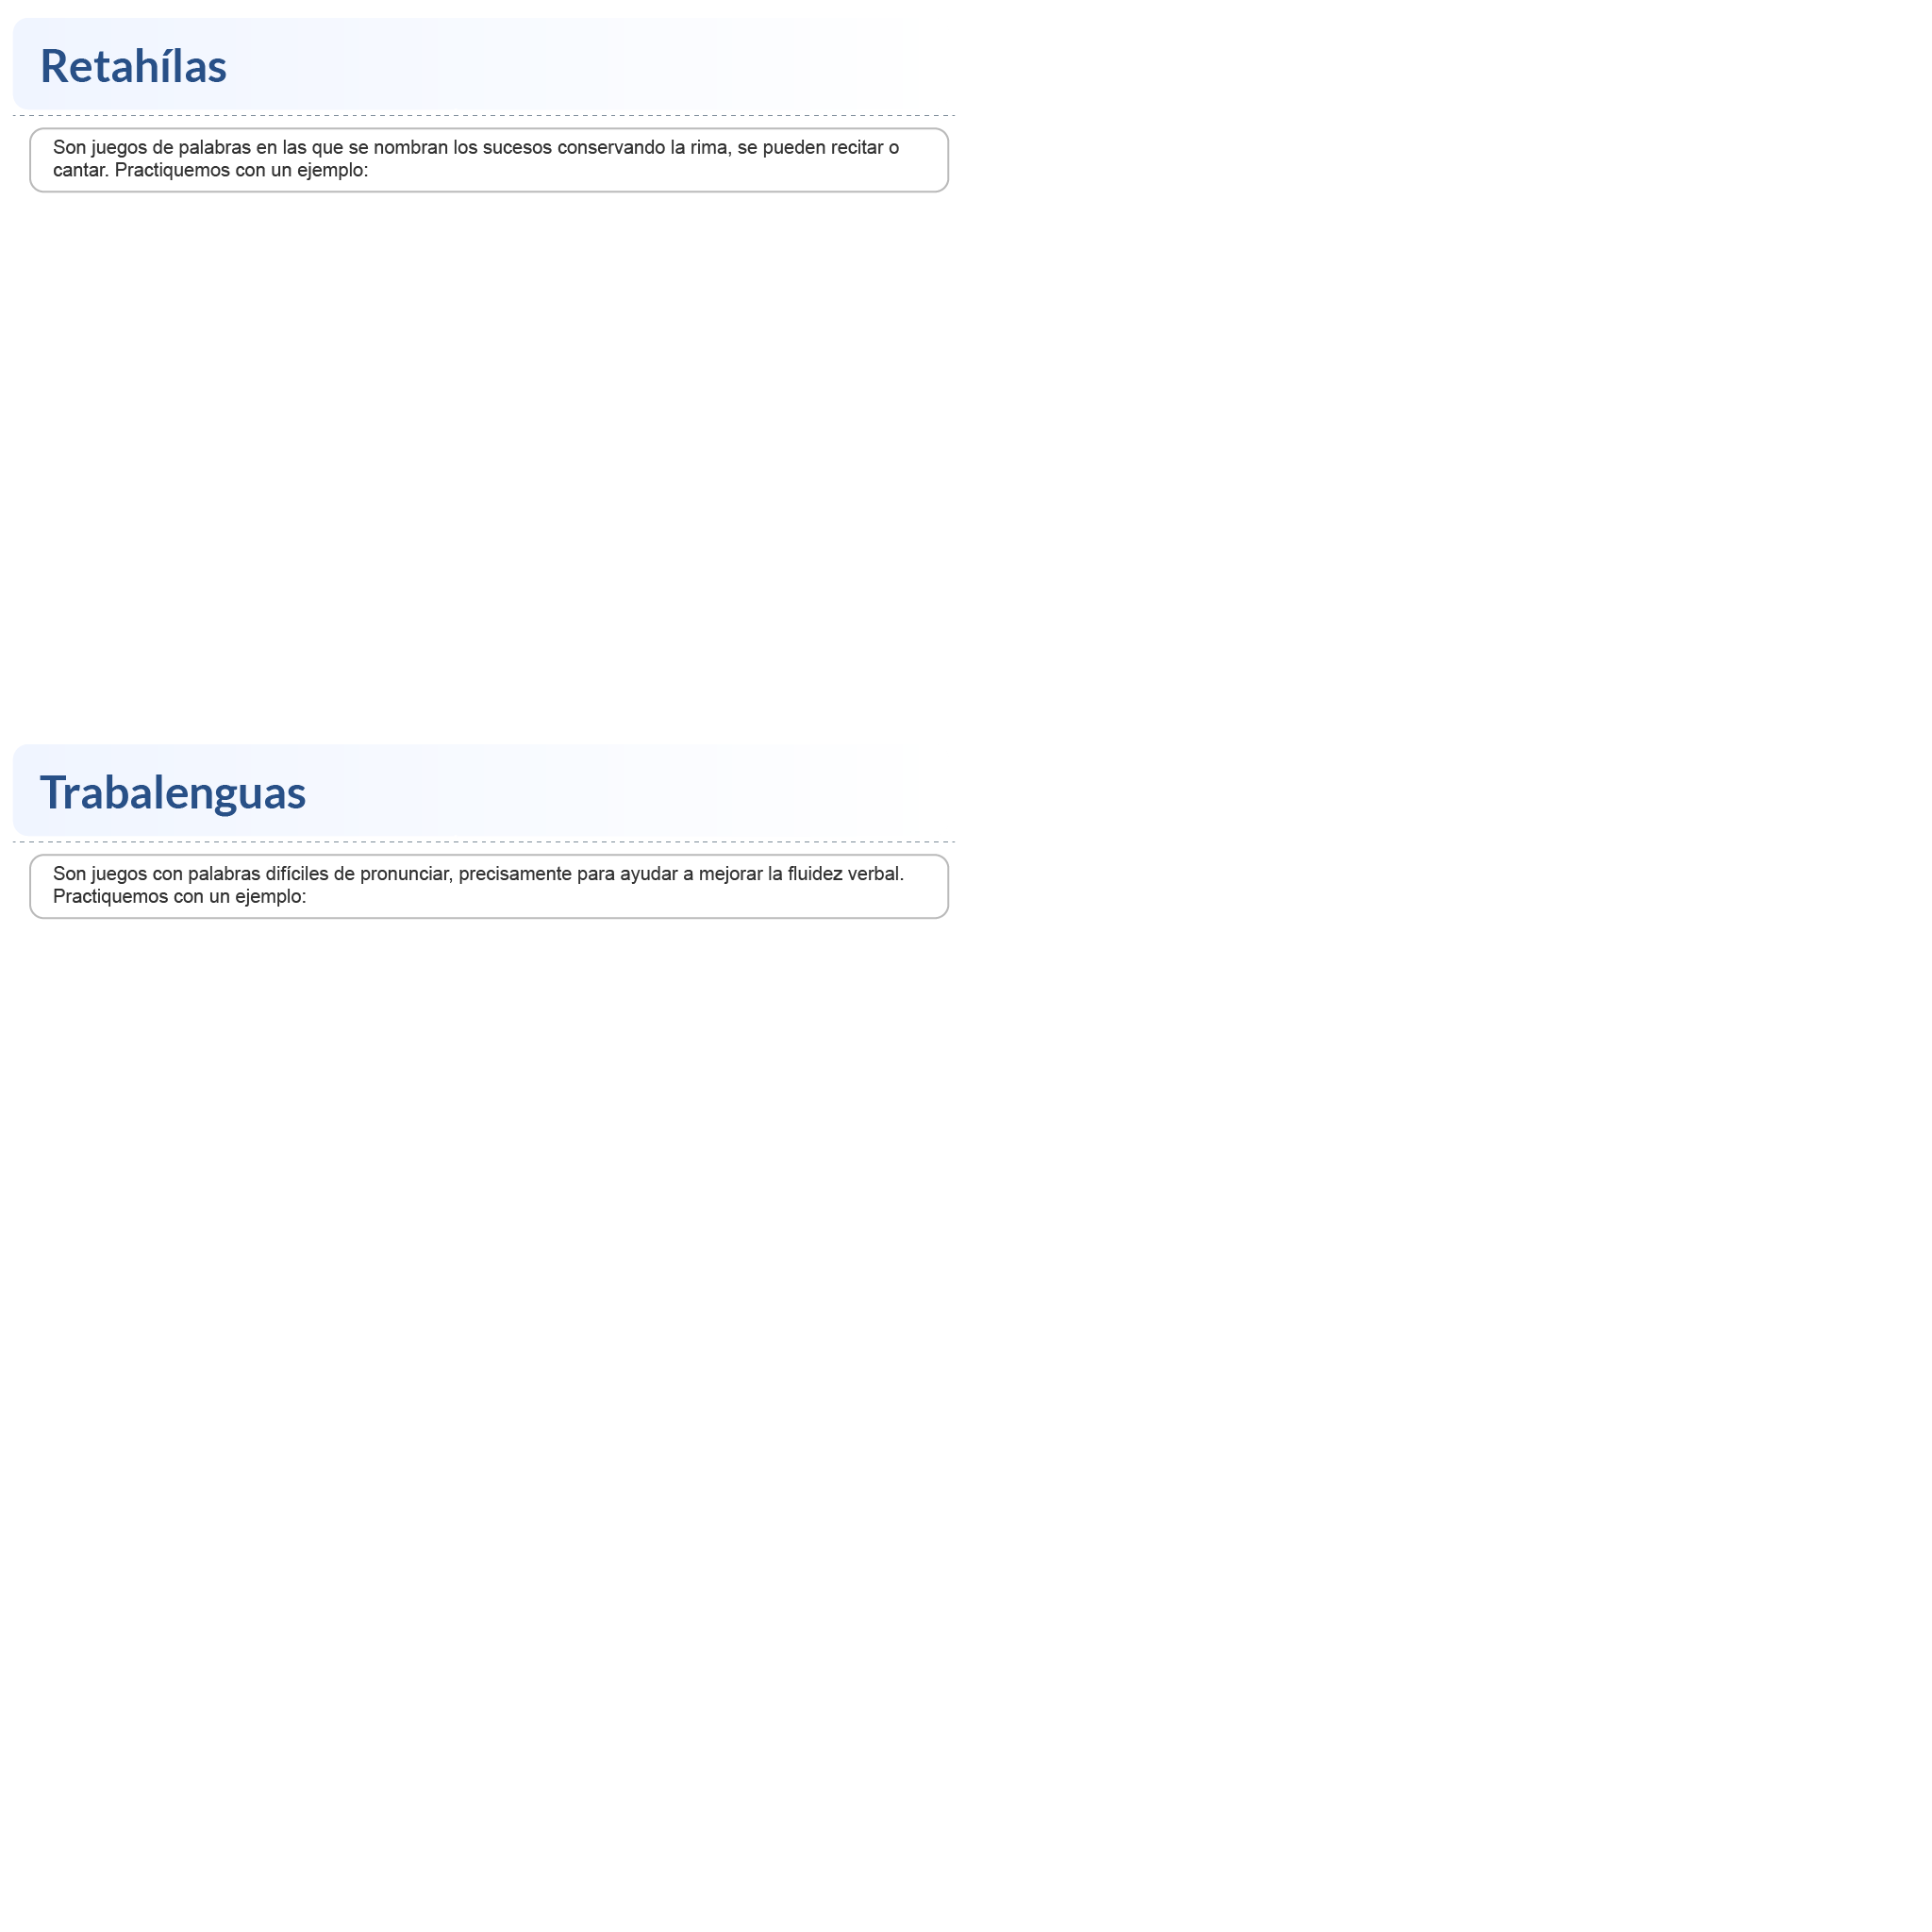 Retahílas
Son juegos de palabras en las que se nombran los sucesos conservando la rima, se pueden recitar o
cantar. Practiquemos con un ejemplo:
Trabalenguas
Son juegos con palabras difíciles de pronunciar, precisamente para ayudar a mejorar la fluidez verbal.
Practiquemos con un ejemplo: